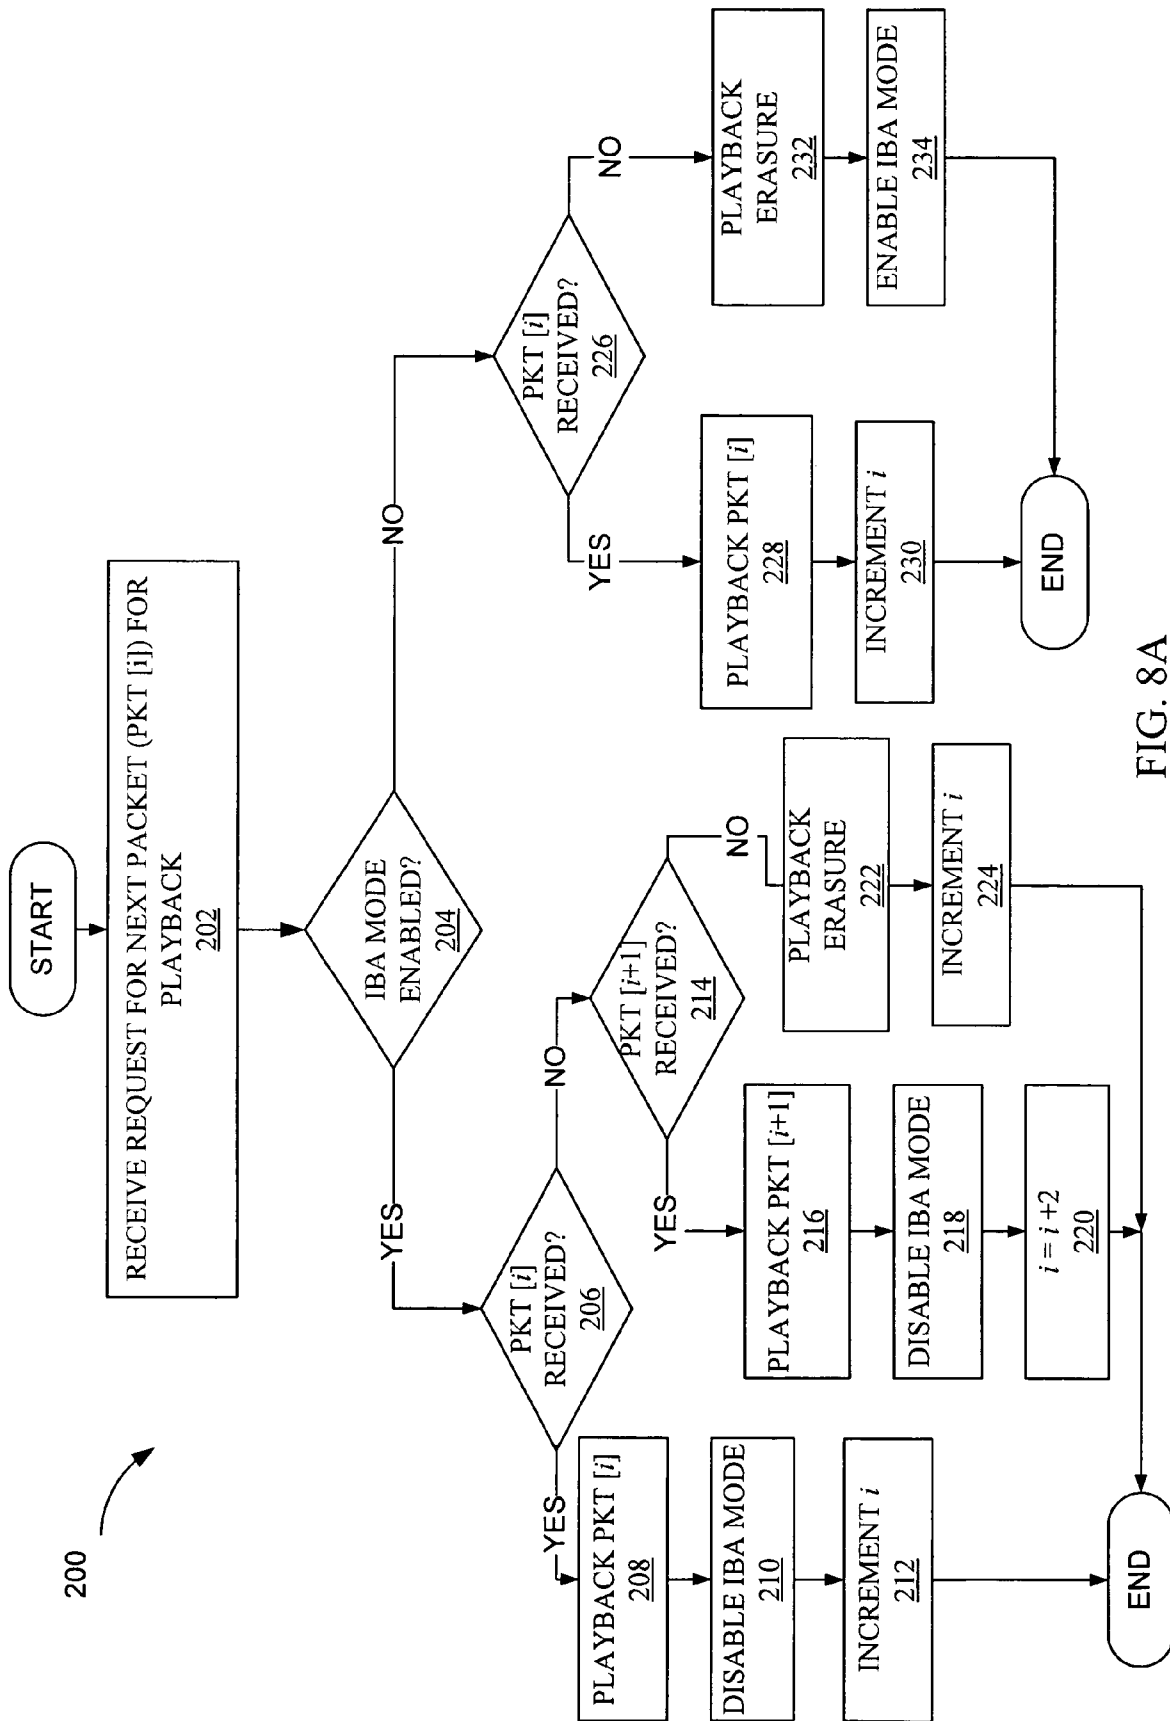 200
START
RECEIVE REQUEST FOR NEXT PACKET (PKT [i]) FOR
PLAYBACK
202
IBA MODE
ENABLED?
204
YES
NO
PKT [i]
RECEIVED?
206
YES
NO
PLAYBACK PKT [i]
208
DISABLE IBA MODE
210
INCREMENT i
212
PKT [i+1]
RECEIVED?
214
YES
NO
PLAYBACK PKT [i+1]
216
DISABLE IBA MODE
218
i = i +2
220
PLAYBACK
ERASURE
222
INCREMENT i
224
END
PKT [i]
RECEIVED?
226
YES
NO
PLAYBACK PKT [i]
228
INCREMENT i
230
PLAYBACK
ERASURE
232
ENABLE IBA MODE
234
END
FIG. 8A